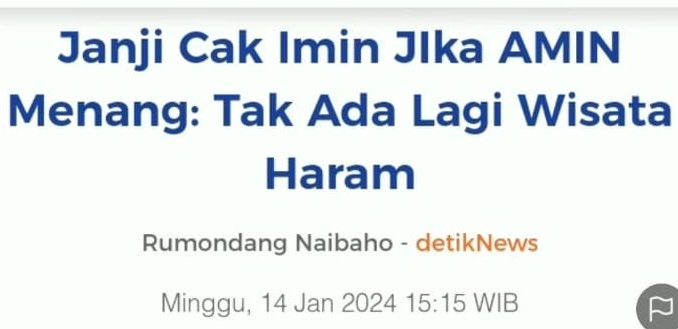 Janji Cak Imin JIka AMIN
Menang: Tak Ada Lagi Wisata
Haram
Rumondang Naibaho - detikNews
Minggu, 14 Jan 2024 15:15 WIB